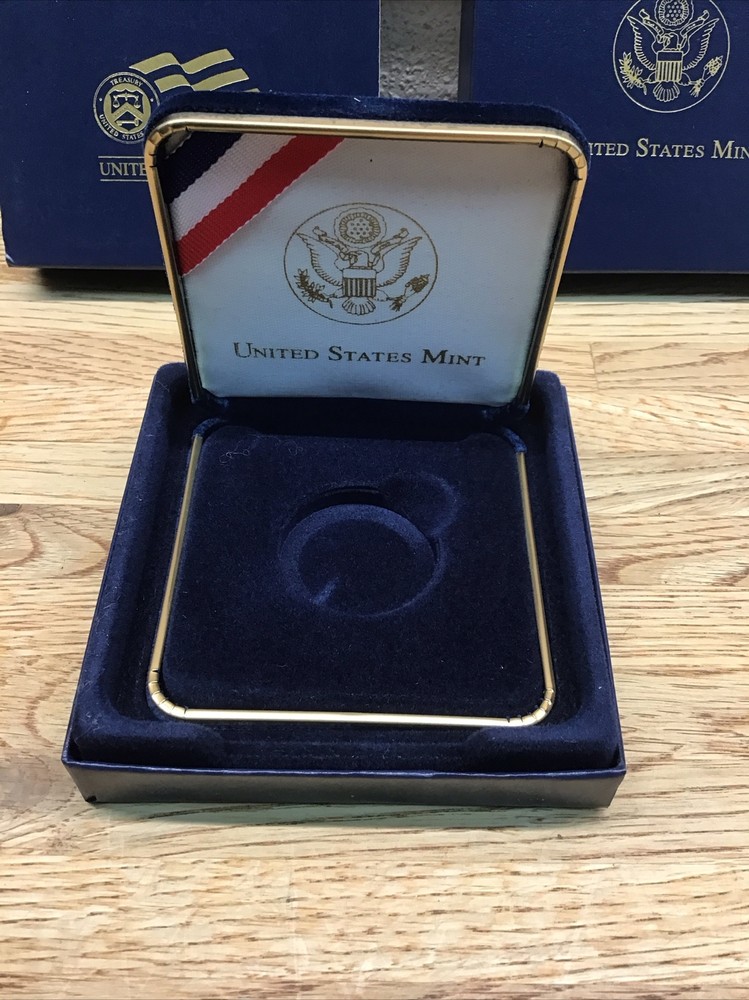 TREASURY
UNITED STATES
UNITE
ITED STATES MIN
UNITED STATES MINT